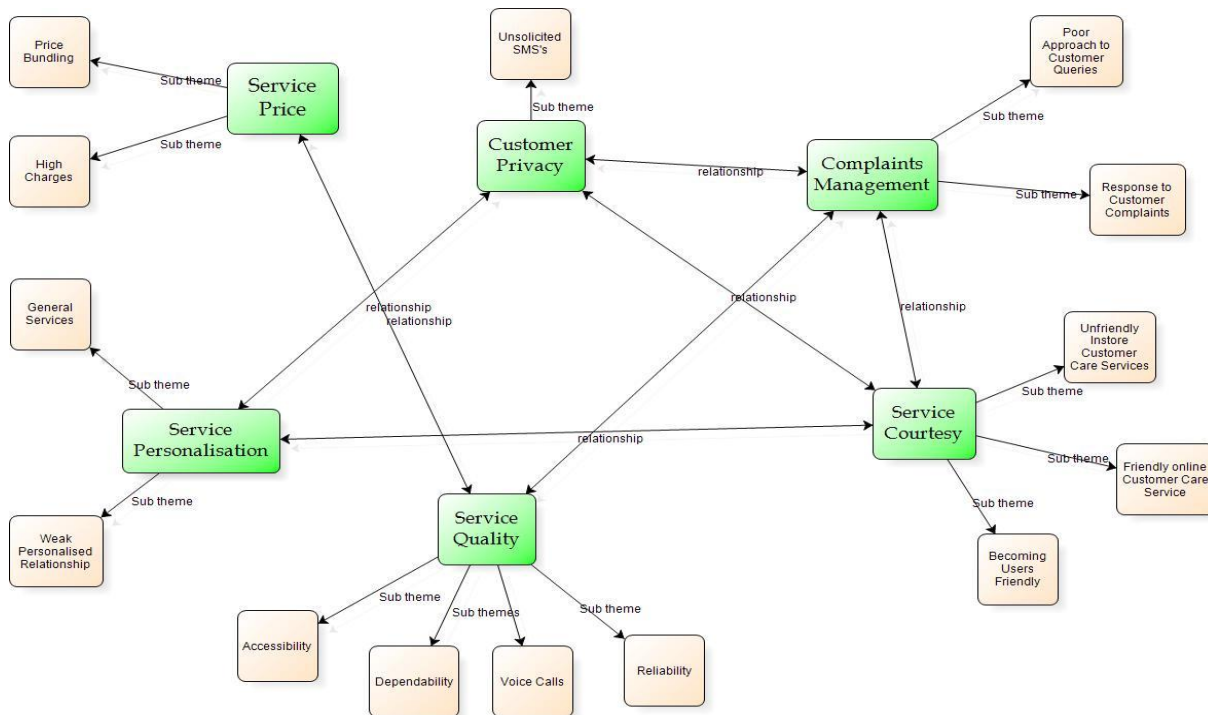 Price
Bundling
Sub theme
Service
Price
Sub theme
High
Charges
Unsolicited
SMS's
Sub theme
Customer
Privacy
relationship
Poor
Approach to
Customer
Queries
Sub theme
Complaints
Management
Sub theme
Response to
Customer
Complaints
relationship
relationship
relationship
relationship
General
Services
Sub theme
Service
Personalisation
Sub theme
Weak
Personalised
Relationship
relationship
Unfriendly
Instore
Customer
Care Services
Sub theme
Service
Courtesy
Sub theme
Friendly online
Customer Care
Service
Sub theme
Becoming
Users
Friendly
Service
Quality
Sub theme
Sub themes
Sub theme
Accessibility
Dependability
Voice Calls
Reliability